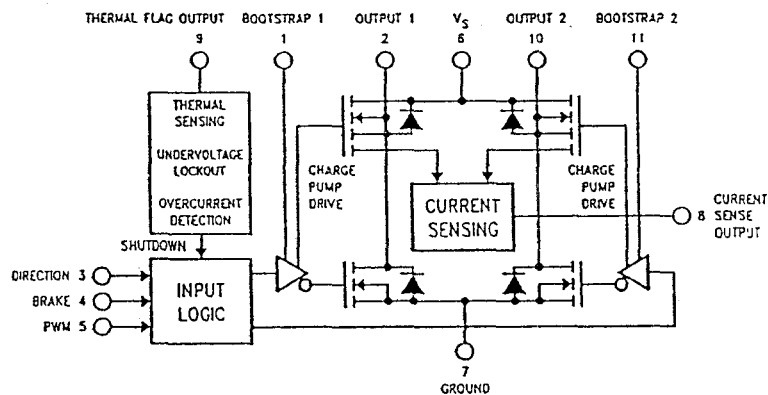 THERMAL FLAG OUTPUT
9
BOOTSTRAP 1
1
OUTPUT 1
2
VS
6
OUTPUT 2
10
BOOTSTRAP 2
11
THERMAL
SENSING
UNDERVOLTAGE
LOCKOUT
OVERCURRENT
DETECTION
CHARGE
PUMP
DRIVE
CURRENT
SENSING
CHARGE
PUMP
DRIVE
8 CURRENT
SENSE
OUTPUT
SHUTDOWN
DIRECTION 3
BRAKE 4
PWM 5
INPUT
LOGIC
7
GROUND